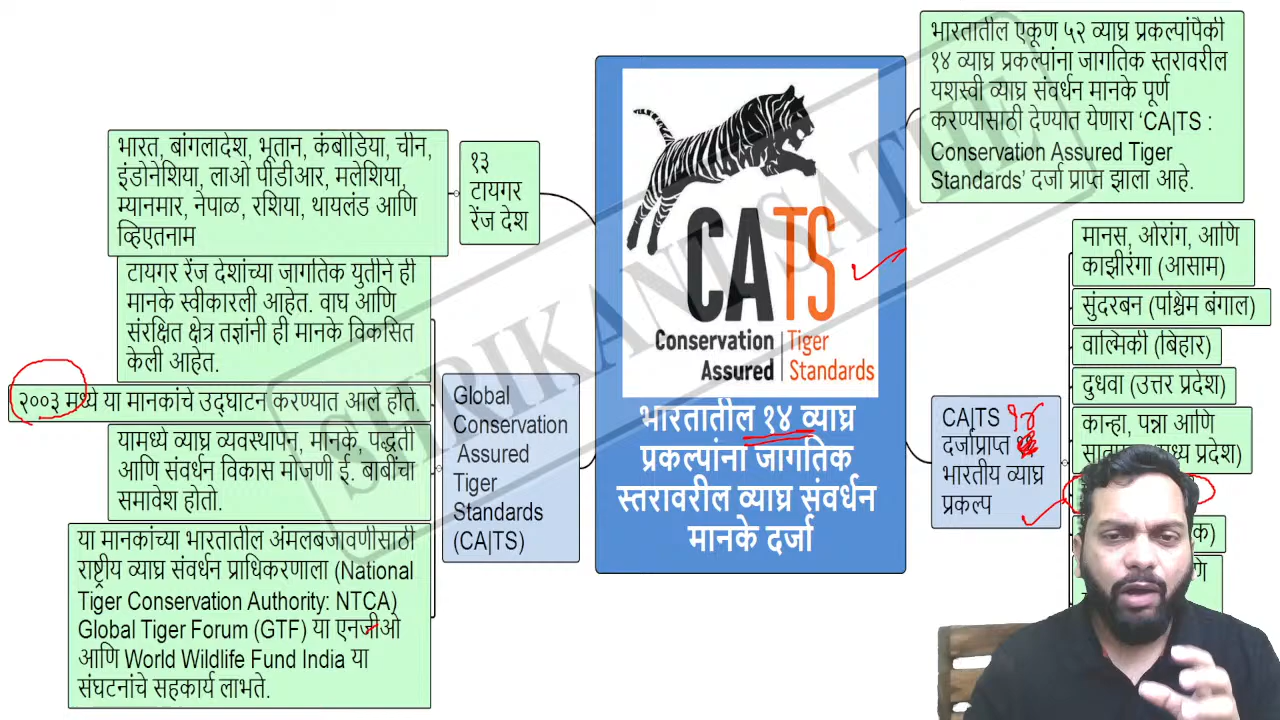 भारतातील एकूण ५२ व्याघ्र प्रकल्पांपैकी
१४ व्याघ्र प्रकल्पांना जागतिक स्तरावरील
यशस्वी व्याघ्र संवर्धन मानके पूर्ण
करण्यासाठी देण्यात येणारा ‘CA|TS :
Conservation Assured Tiger
Standards’ दर्जा प्राप्त झाला आहे.
भारत, बांगलादेश, भूतान, कंबोडिया, चीन,
इंडोनेशिया, लाओ पीडीआर, मलेशिया,
म्यानमार, नेपाळ, रशिया, थायलंड आणि
व्हिएतनाम
१३
टायगर
रेंज देश
टायगर रेंज देशांच्या जागतिक युतीने ही
मानके स्वीकारली आहेत. वाघ आणि
संरक्षित क्षेत्र तज्ञांनी ही मानके विकसित
केली आहेत.
२००३ मध्ये या मानकांचे उद्घाटन करण्यात आले होते.
यामध्ये व्याघ्र व्यवस्थापन, मानके, पद्धती
आणि संवर्धन विकास मोजणी ई. बाबींचा
समावेश होतो.
या मानकांच्या भारतातील अंमलबजावणीसाठी
राष्ट्रीय व्याघ्र संवर्धन प्राधिकरणाला (National
Tiger Conservation Authority: NTCA)
Global Tiger Forum (GTF) या एनजीओ
आणि World Wildlife Fund India या
संघटनांचे सहकार्य लाभते.
Global
Conservation
Assured
Tiger
Standards
(CA|TS)
CATS
Conservation | Tiger
Assured | Standards
भारतातील १४ व्याघ्र
प्रकल्पांना जागतिक
स्तरावरील व्याघ्र संवर्धन
मानके दर्जा
CA|TS १४
दर्जाप्राप्त
भारतीय व्याघ्र
प्रकल्प
मानस, ओरांग, आणि
काझीरंगा (आसाम)
सुंदरबन (पश्चिम बंगाल)
वाल्मिकी (बिहार)
दुधवा (उत्तर प्रदेश)
कान्हा, पन्ना आणि
प्रदेश)
क)
SHRIKANT SATHE